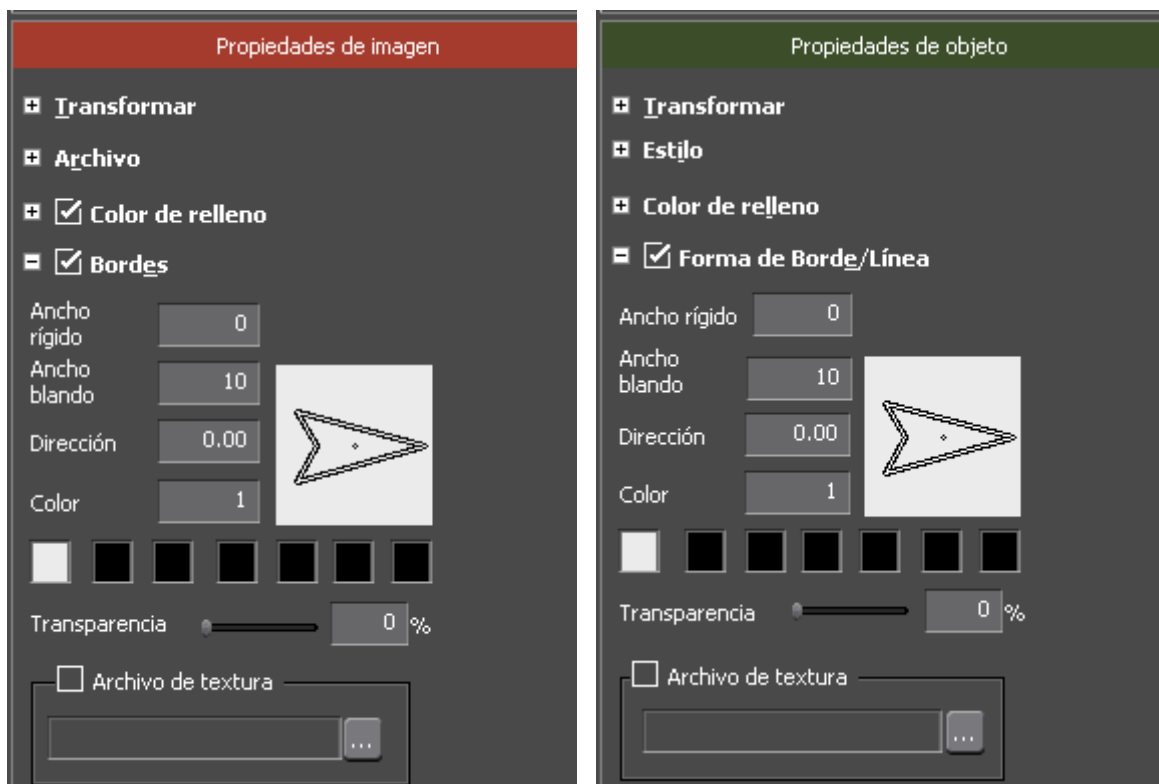 Propiedades de imagen
Transformar
Archivo
Color de relleno
Bordes
Ancho
rígido
0
Ancho
blando
10
Dirección
0.00
Color
1
Transparencia
0 %
Archivo de textura
...
Propiedades de objeto
Transformar
Estilo
Color de relleno
Forma de Borde/Línea
Ancho rígido
0
Ancho
blando
10
Dirección
0.00
Color
1
Transparencia
0 %
Archivo de textura
...